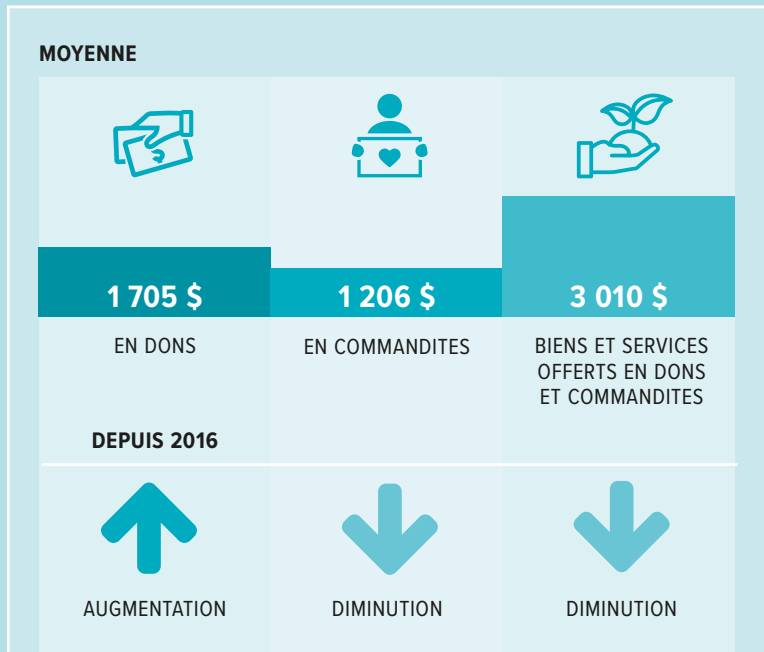 MOYENNE
1 705 $
1 206 $
3 010 $
EN DONS
EN COMMANDITES
BIENS ET SERVICES
OFFERTS EN DONS
ET COMMANDITES
DEPUIS 2016
AUGMENTATION
DIMINUTION
DIMINUTION